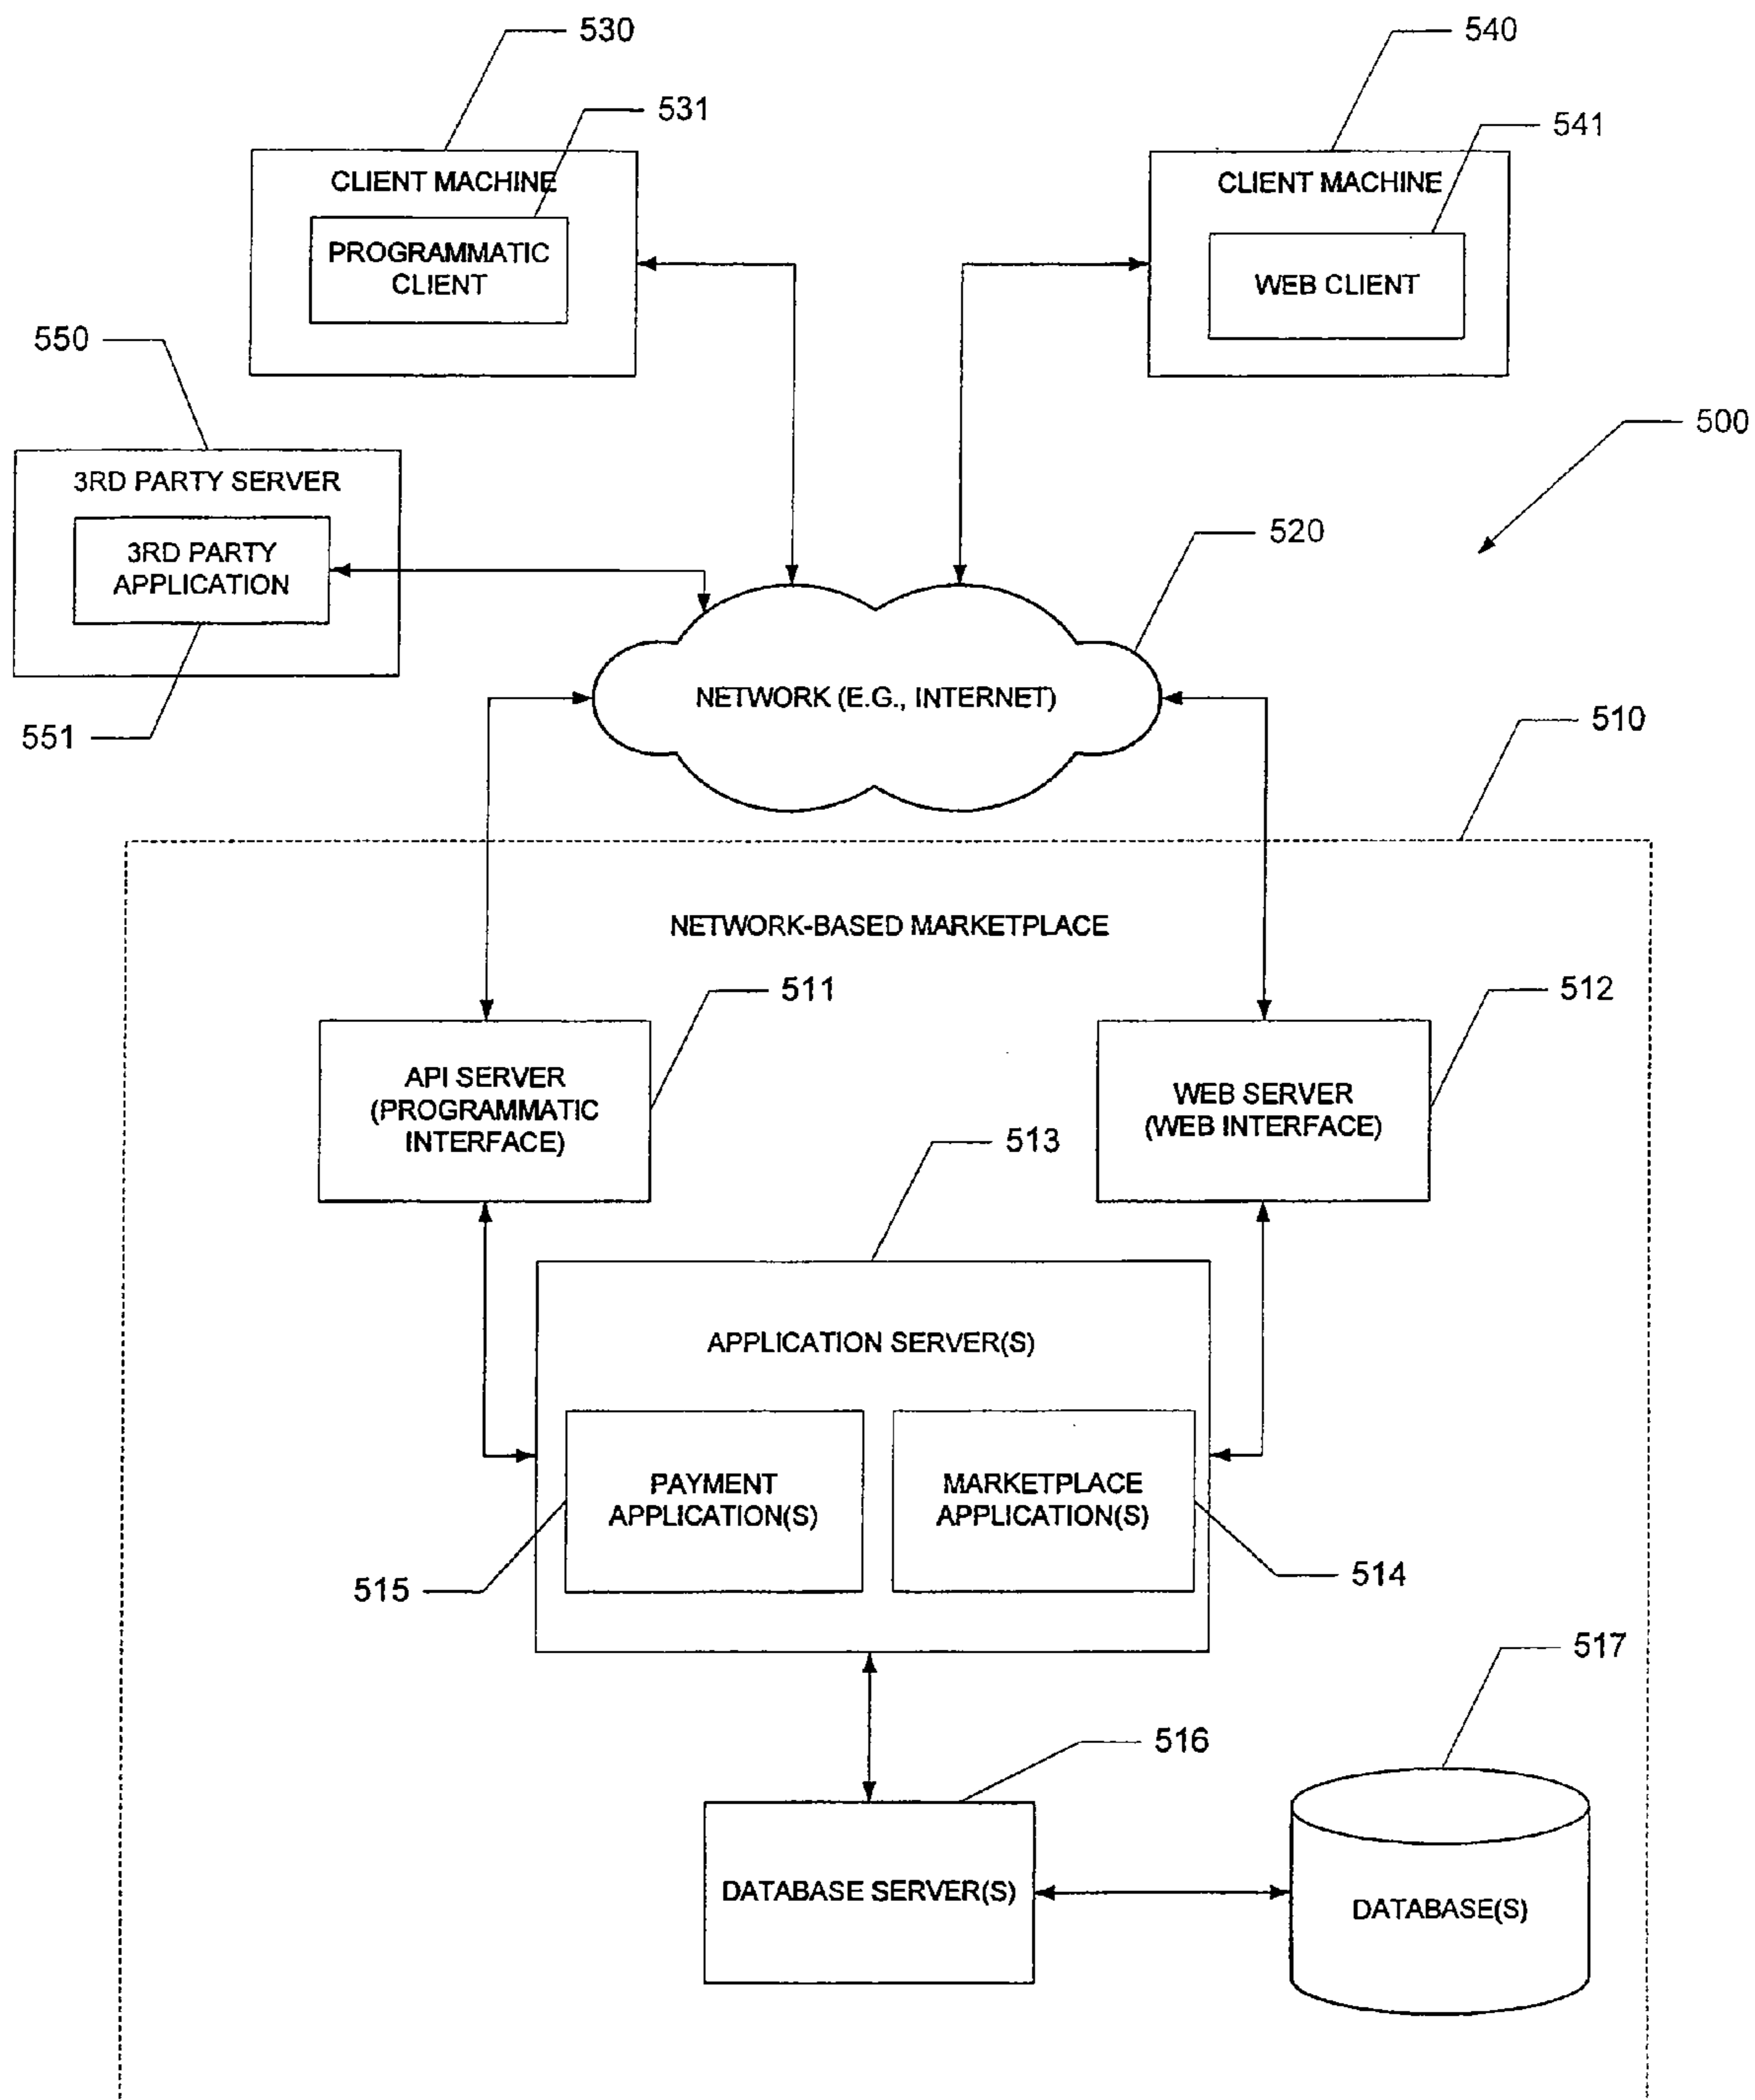 530
540
531
541
CLIENT MACHINE
CLIENT MACHINE
PROGRAMMATIC
CLIENT
WEB CLIENT
550
500
3RD PARTY SERVER
520
3RD PARTY
APPLICATION
NETWORK (E.G., INTERNET)
551
510
NETWORK-BASED MARKETPLACE
511
512
API SERVER
(PROGRAMMATIC
INTERFACE)
WEB SERVER
(WEB INTERFACE)
513
APPLICATION SERVER(S)
PAYMENT
APPLICATION(S)
MARKETPLACE
APPLICATION(S)
515
514
517
516
DATABASE SERVER(S)
DATABASE(S)